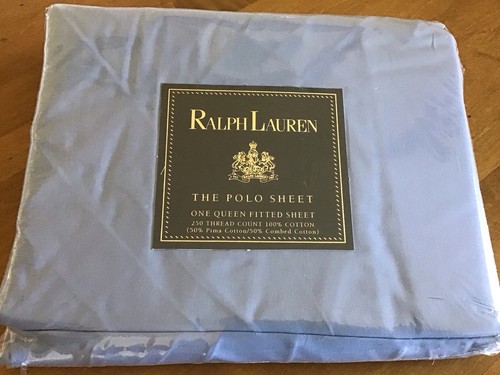 RALPH LAUREN
THE POLO SHEET
ONE QUEEN FITTED SHEET
250 THREAD COUNT 100% COTTON
(50% Pima Cotton/50% Combed Cotton)